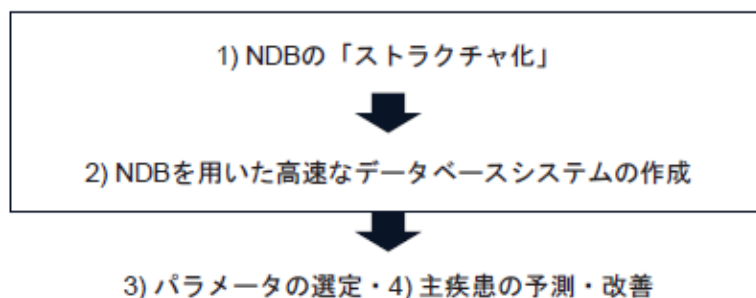 1) NDBの「ストラクチャ化」
2) NDBを用いた高速なデータベースシステムの作成
3) パラメータの選定・4) 主疾患の予測・改善